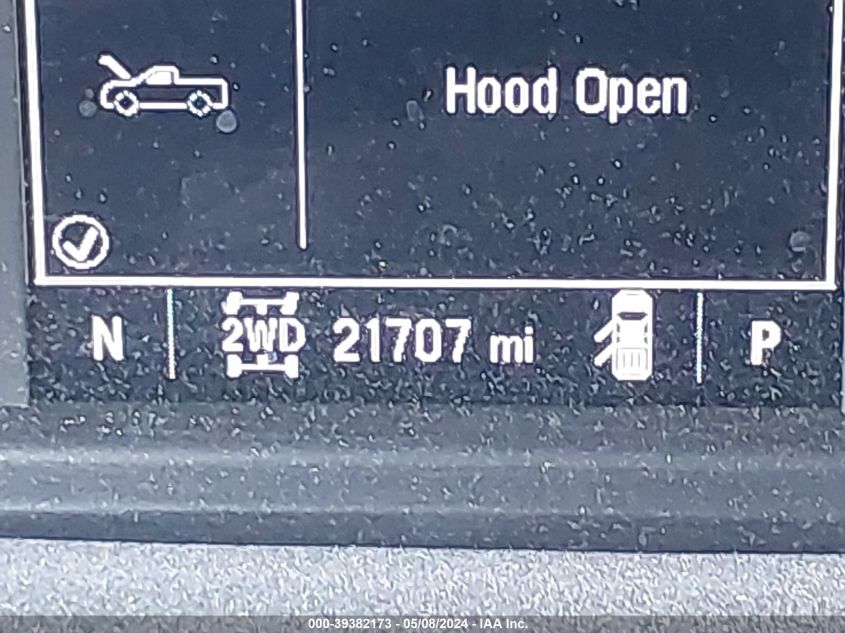 Hood Open
N 2WD 21707 mi P
000-39382173 - 05/08/2024 - IAA Inc.